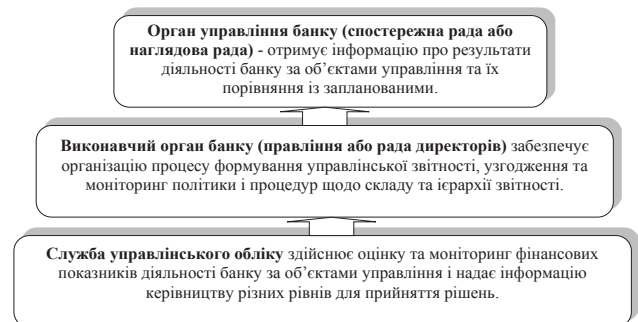 Орган управління банку (спостережна рада або
наглядова рада) - отримує інформацію про результати
діяльності банку за об’єктами управління та їх
порівняння із запланованими.
Виконавчий орган банку (правління або рада директорів) забезпечує
організацію процесу формування управлінської звітності, узгодження та
моніторинг політики і процедур щодо складу та ієрархії звітності.
Служба управлінського обліку здійснює оцінку та моніторинг фінансових
показників діяльності банку за об’єктами управління і надає інформацію
керівництву різних рівнів для прийняття рішень.